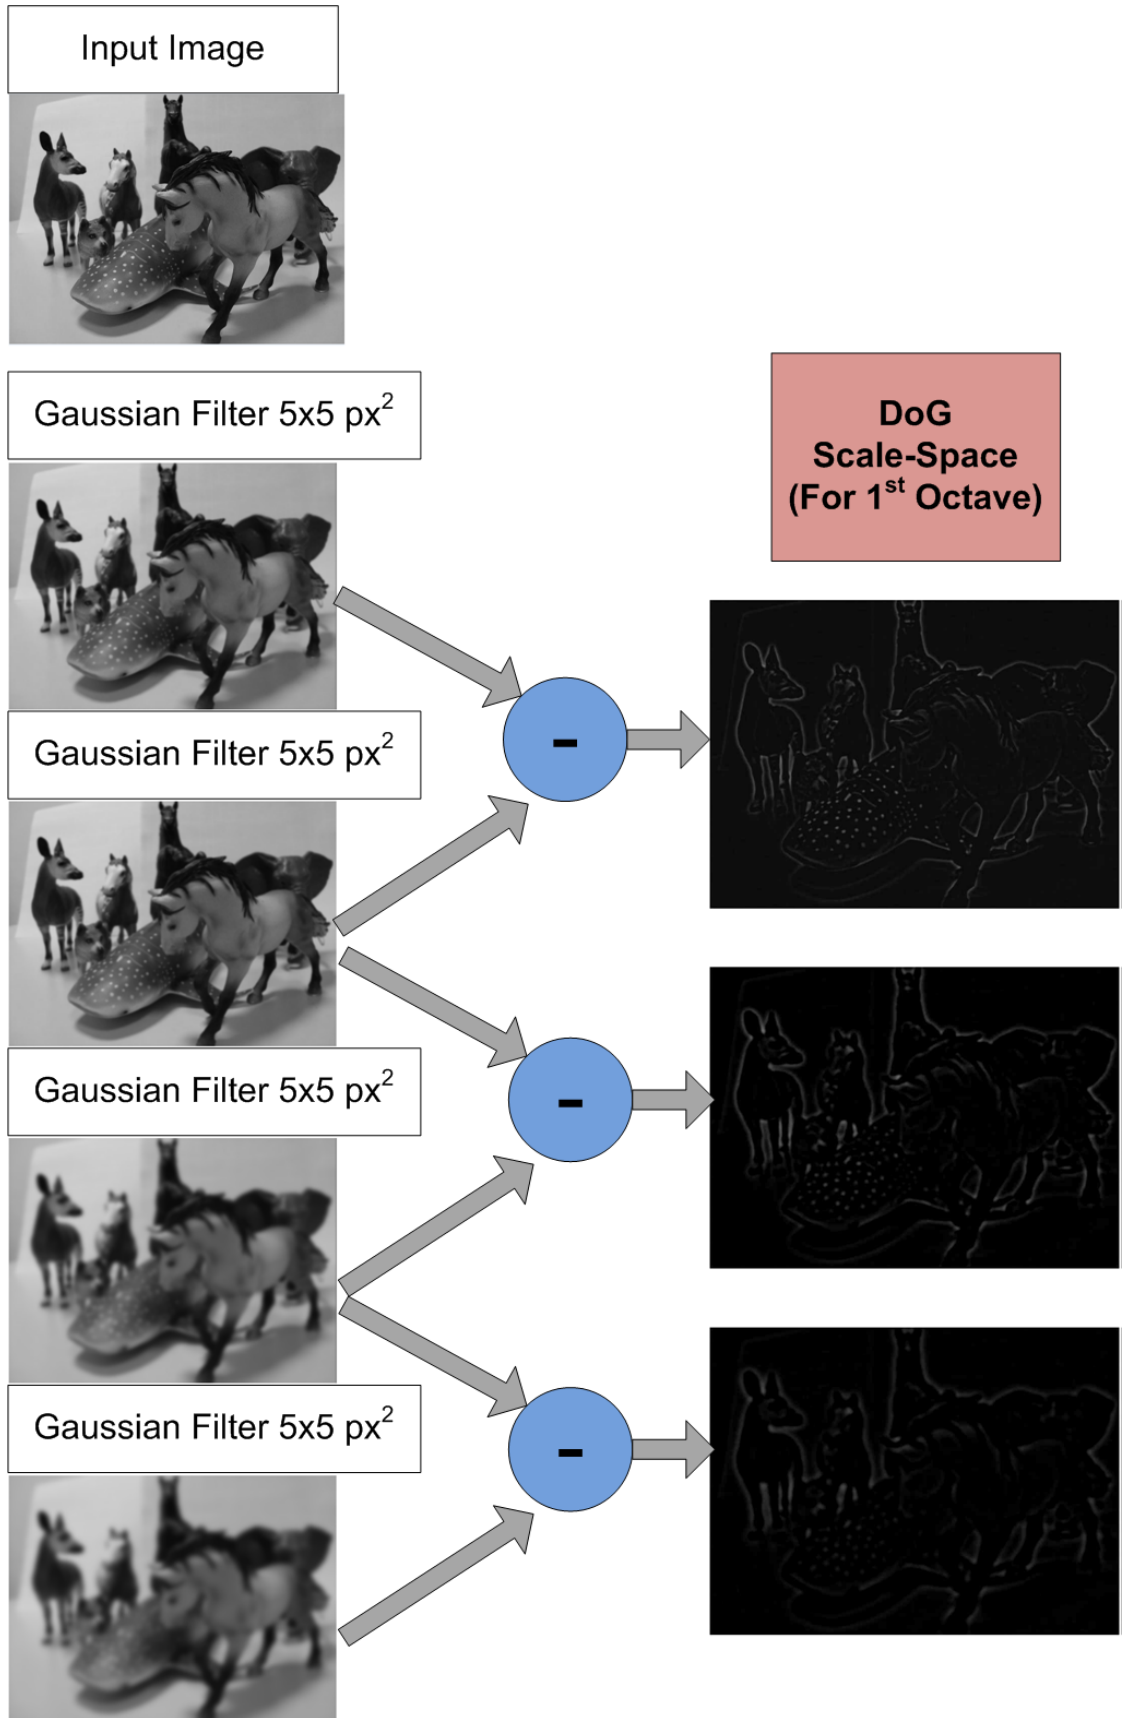 Input Image
Gaussian Filter 5x5 px²
DoG
Scale-Space
(For 1st Octave)
Gaussian Filter 5x5 px²
-
Gaussian Filter 5x5 px²
-
Gaussian Filter 5x5 px²
-